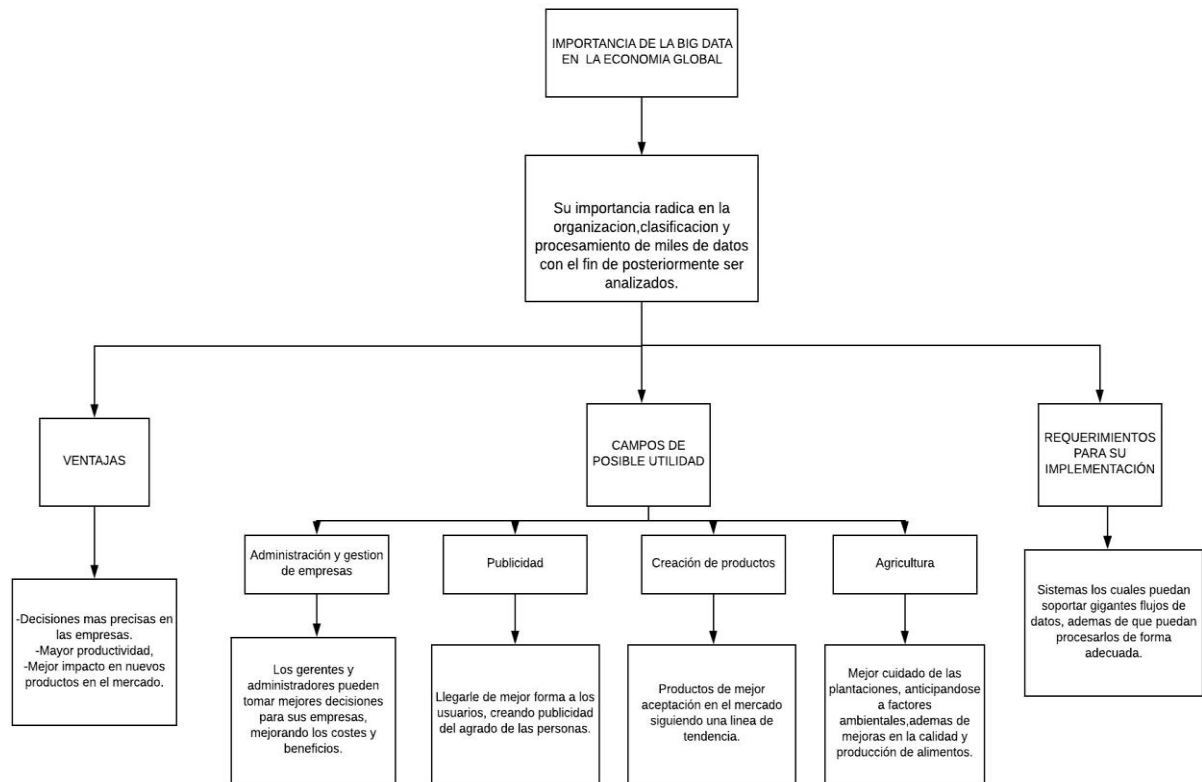 IMPORTANCIA DE LA BIG DATA
EN LA ECONOMIA GLOBAL
Su importancia radica en la
organizacion,clasificacion y
procesamiento de miles de datos
con el fin de posteriormente ser
analizados.
VENTAJAS
-Decisiones mas precisas en
las empresas.
-Mayor productividad,
-Mejor impacto en nuevos
productos en el mercado.
CAMPOS DE
POSIBLE UTILIDAD
Administración y gestion
de empresas
Los gerentes y
administradores pueden
tomar mejores decisiones
para sus empresas,
mejorando los costes y
beneficios.
Publicidad
Llegarle de mejor forma a los
usuarios, creando publicidad
del agrado de las personas.
Creación de productos
Productos de mejor
aceptación en el mercado
siguiendo una linea de
tendencia.
Agricultura
Mejor cuidado de las
plantaciones, anticipandose
a factores
ambientales,ademas de
mejoras en la calidad y
producción de alimentos.
REQUERIMIENTOS
PARA SU
IMPLEMENTACIÓN
Sistemas los cuales puedan
soportar gigantes flujos de
datos, ademas de que puedan
procesarlos de forma
adecuada.